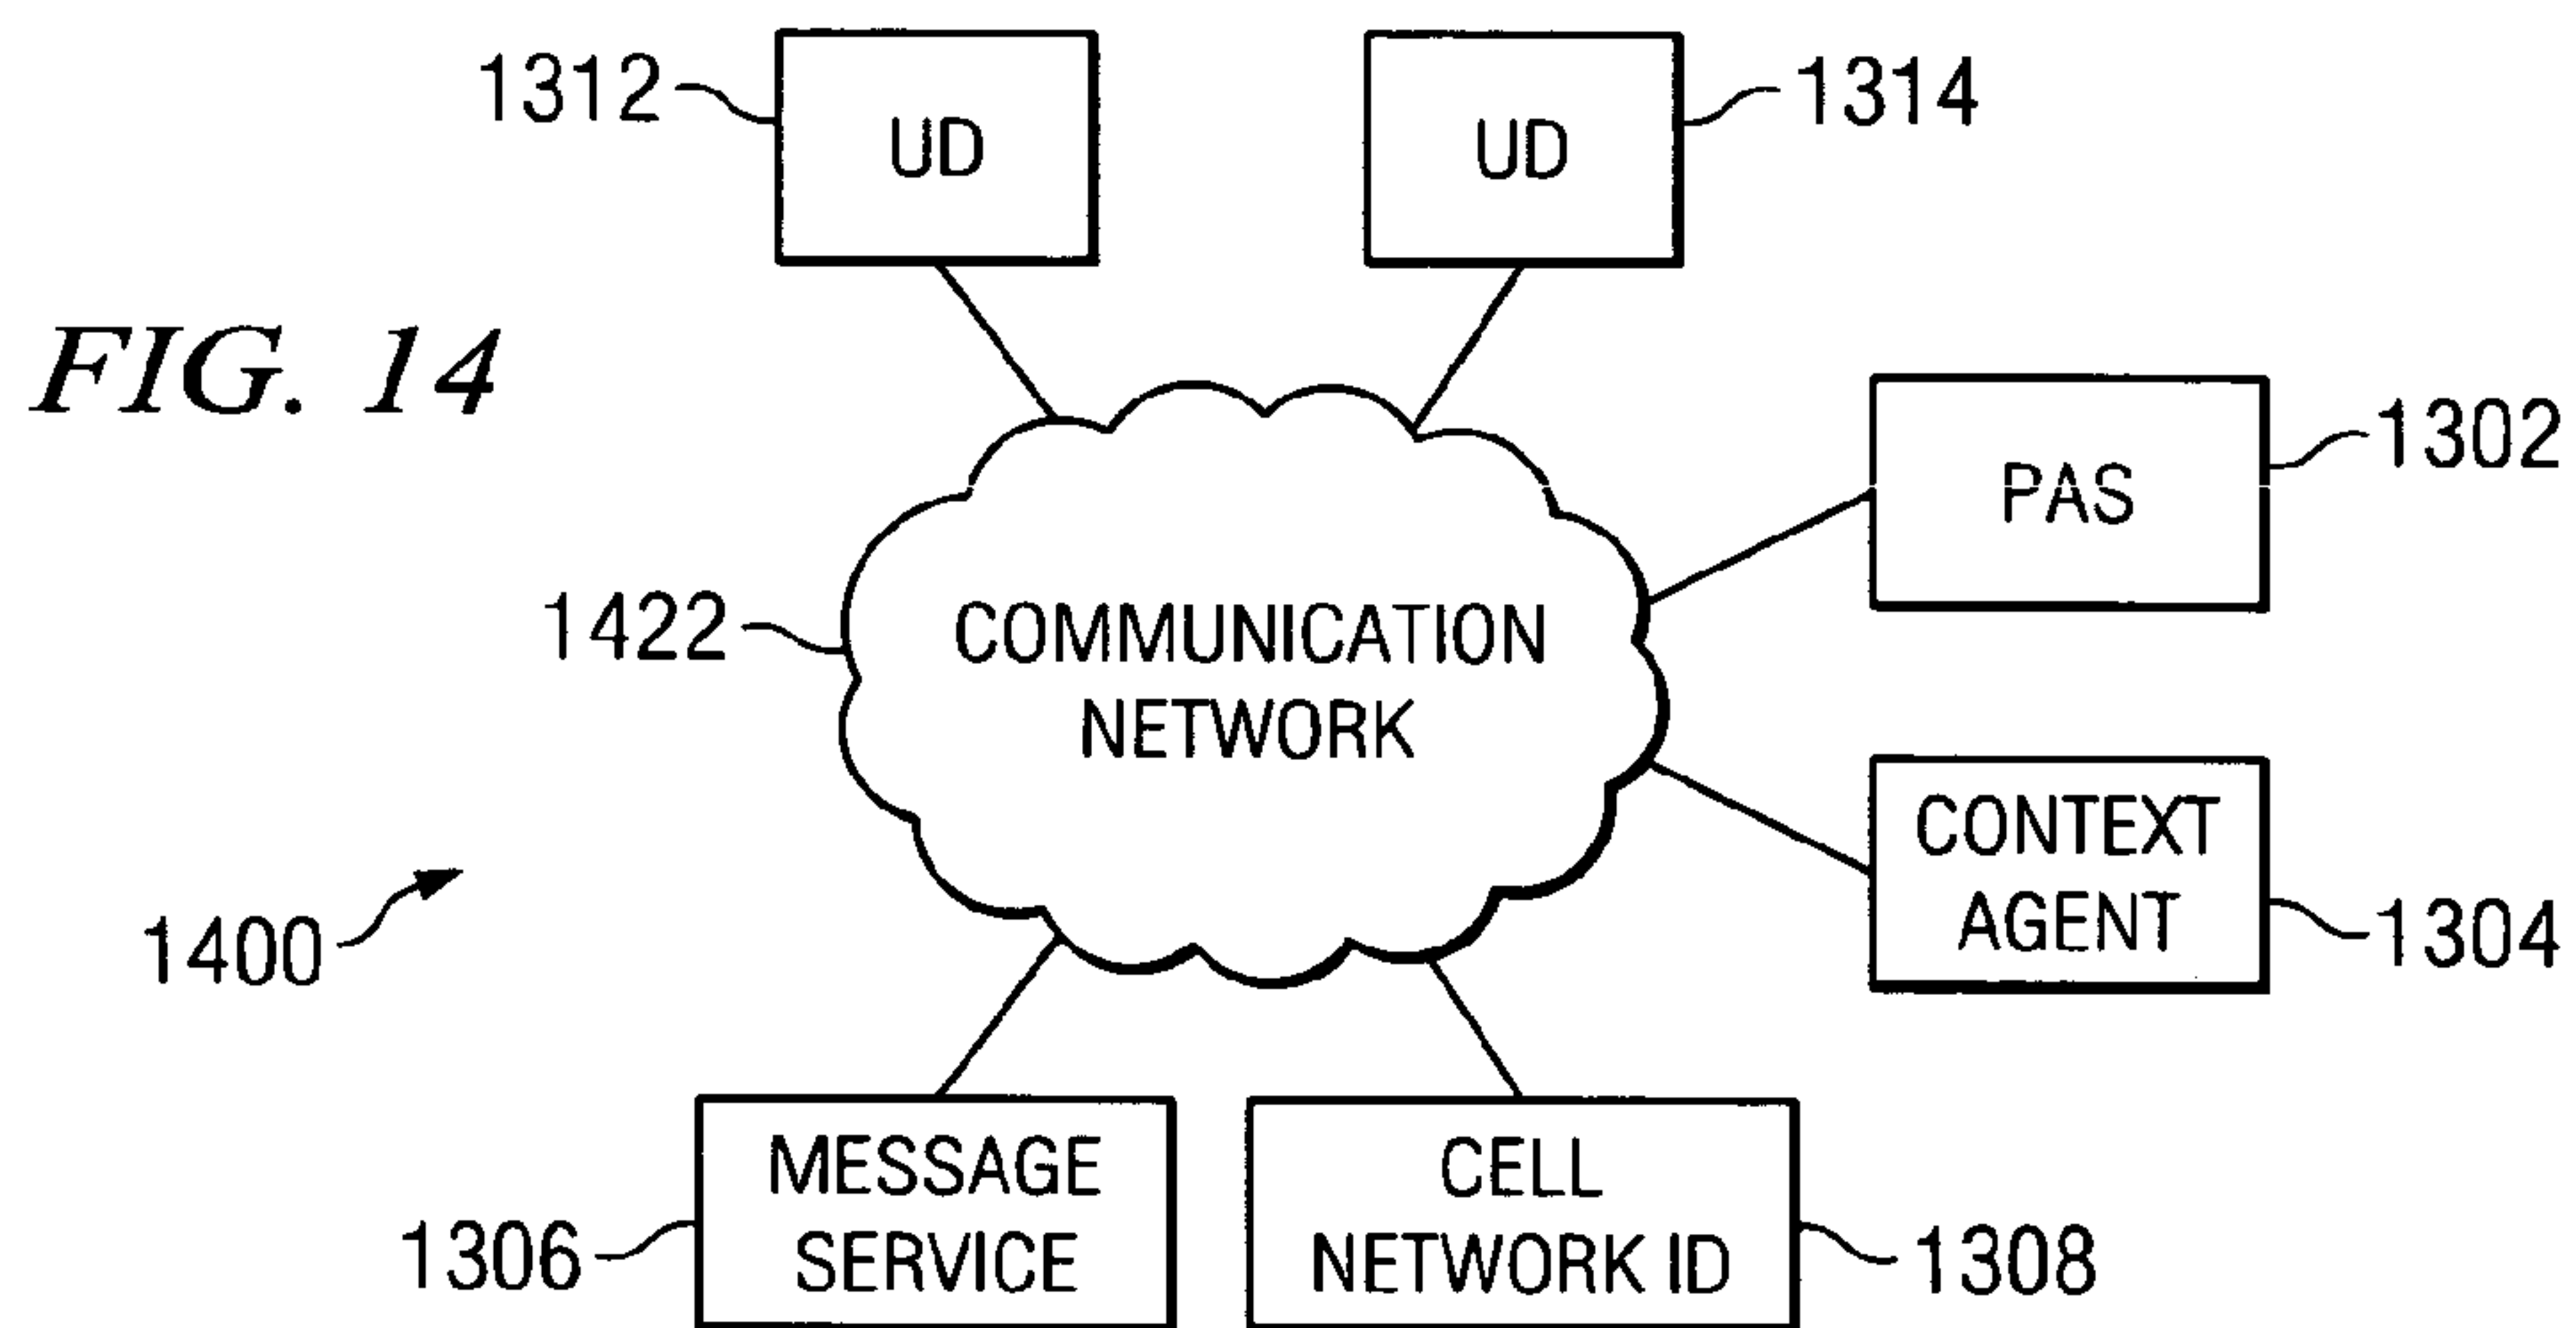 1312
UD
UD
1314
FIG. 14
PAS
1302
1422
COMMUNICATION
NETWORK
CONTEXT
AGENT
1304
1400
MESSAGE
SERVICE
1306
CELL
NETWORK ID
1308